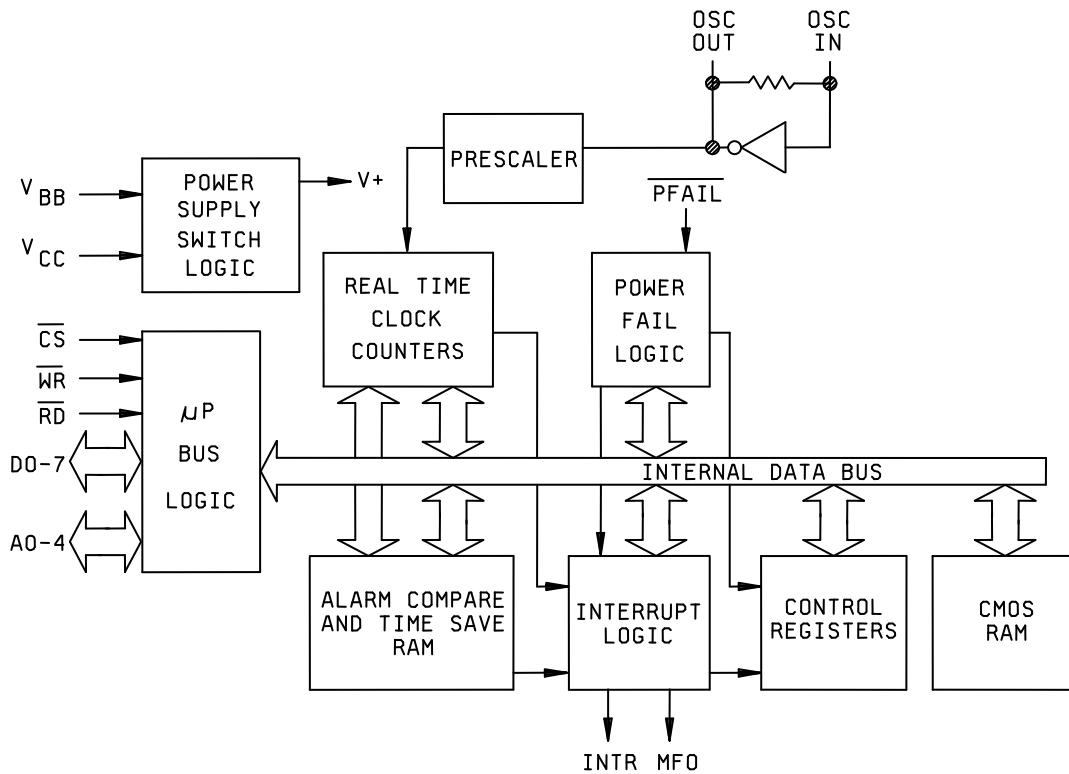 OSC
OUT
OSC
IN
PRESCALER
POWER
SUPPLY
SWITCH
LOGIC
V BB
V CC
V+
PFAIL
REAL TIME
CLOCK
COUNTERS
POWER
FAIL
LOGIC
CS
WR
RD
DO-7
AO-4
µP
BUS
LOGIC
INTERNAL DATA BUS
ALARM COMPARE
AND TIME SAVE
RAM
INTERRUPT
LOGIC
CONTROL
REGISTERS
CMOS
RAM
INTR
MFO